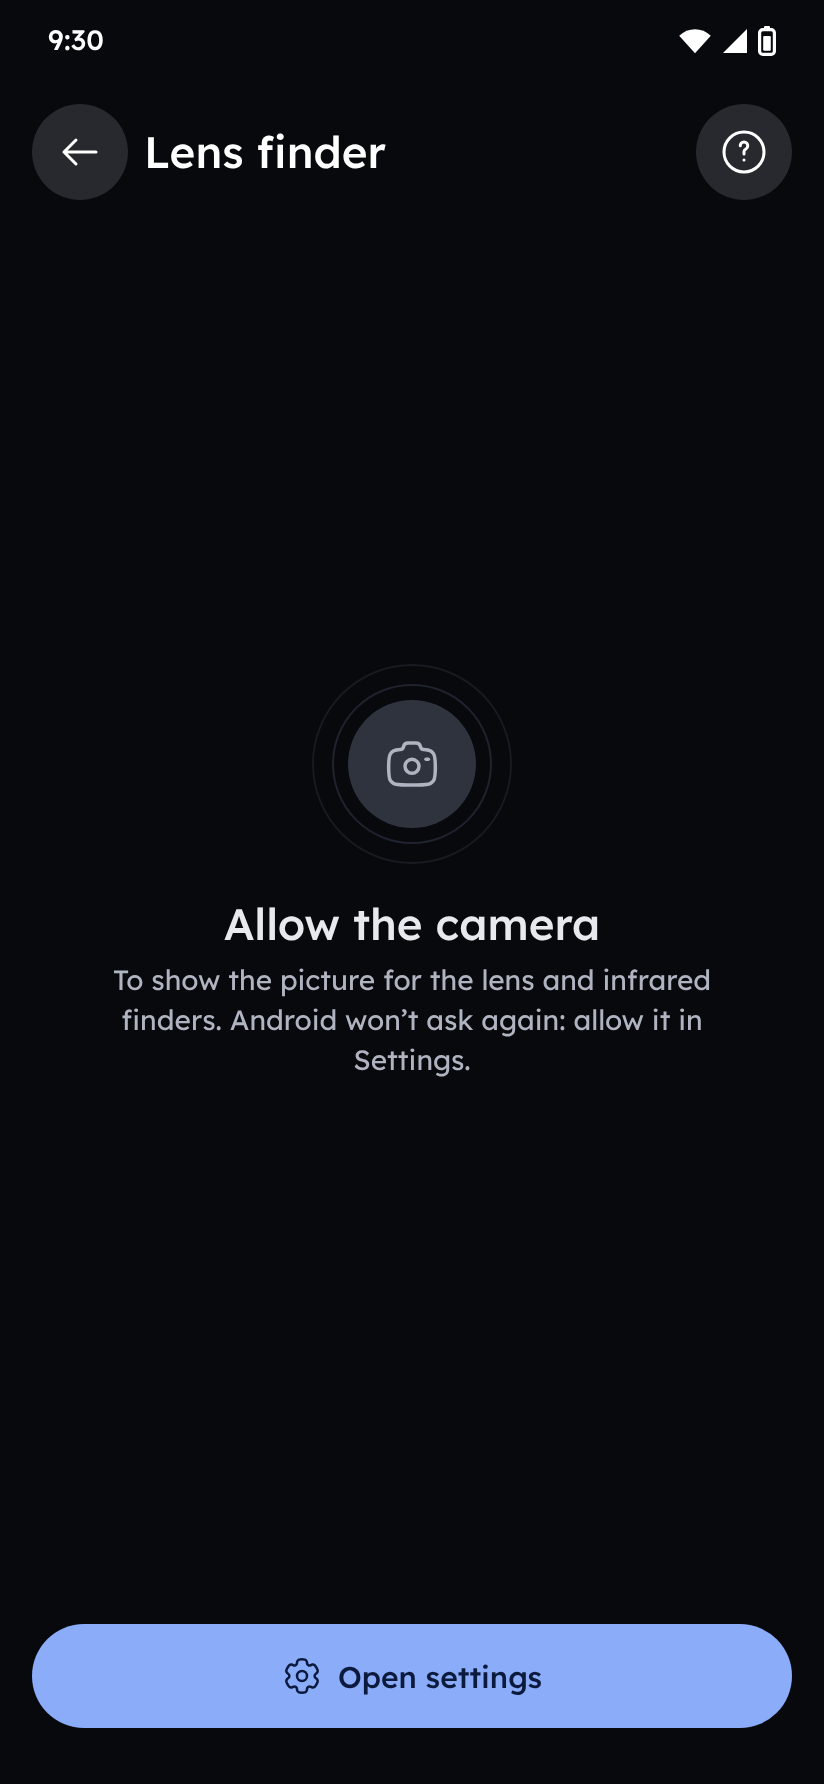 9:30
Lens finder
Allow the camera
To show the picture for the lens and infrared
finders. Android won’t ask again: allow it in
Settings.
Open settings